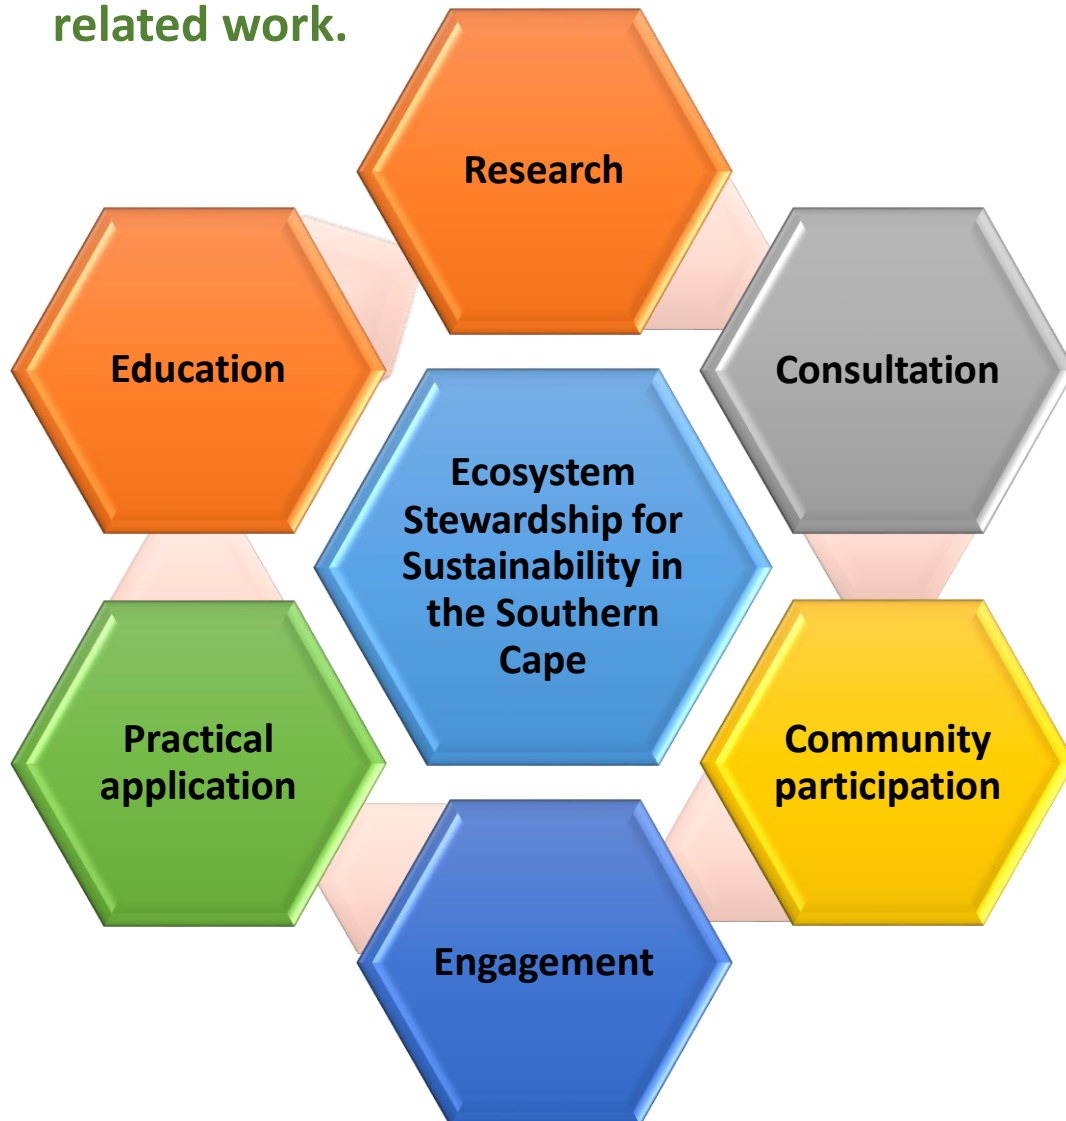 related work.
Research
Education
Consultation
Ecosystem
Stewardship for
Sustainability in
the Southern
Cape
Practical
application
Community
participation
Engagement